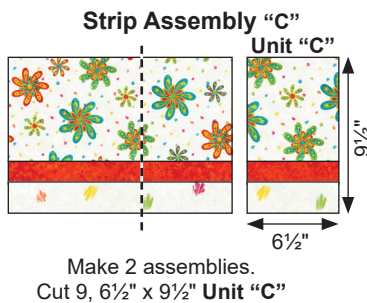 Strip Assembly “C”
Unit “C”
9½"
6½"
Make 2 assemblies.
Cut 9, 6½" x 9½" Unit “C”